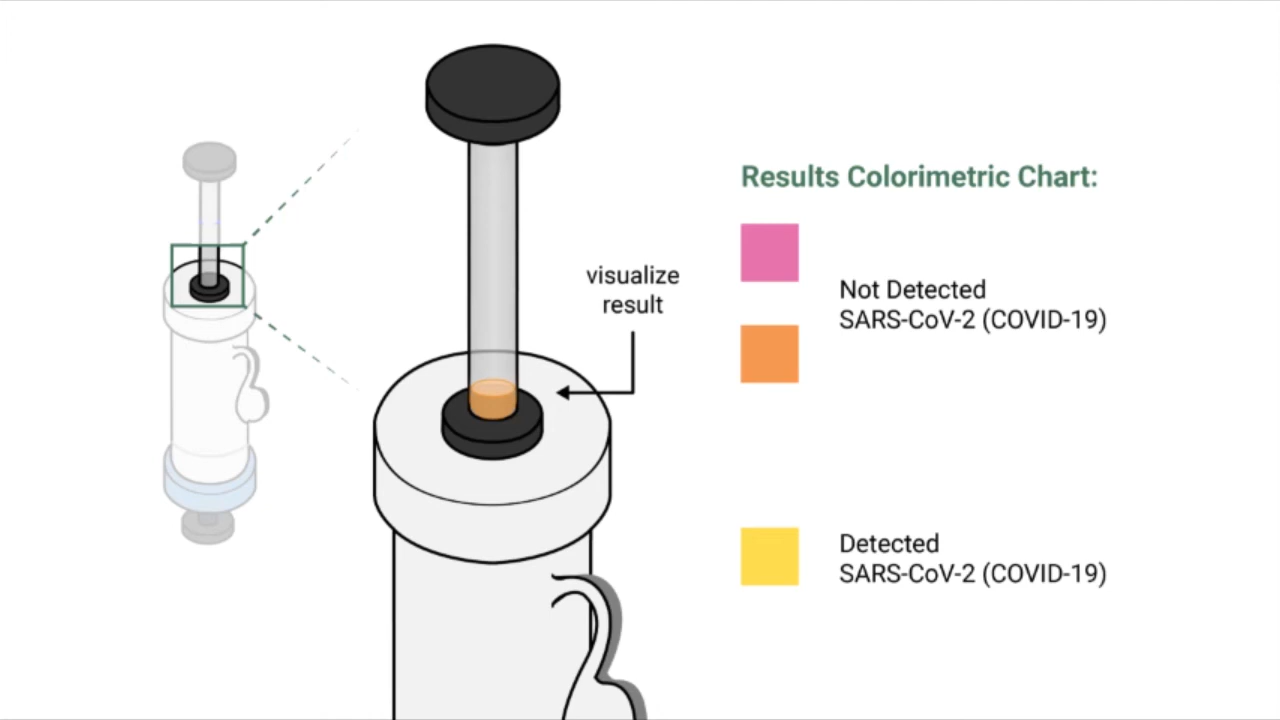 Results Colorimetric Chart:
visualize
result
Not Detected
SARS-CoV-2 (COVID-19)
Detected
SARS-CoV-2 (COVID-19)